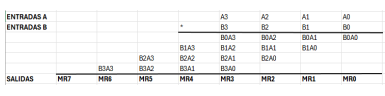 ENTRADAS A A3 A2 A1 A0
ENTRADAS B * B3 B2 B1 B0
B0A3 B0A2 B0A1 B0A0
B1A3 B1A2 B1A1 B1A0
B2A3 B2A2 B2A1 B2A0
B3A3 B3A2 B3A1 B3A0
SALIDAS MR7 MR6 MR5 MR4 MR3 MR2 MR1 MR0